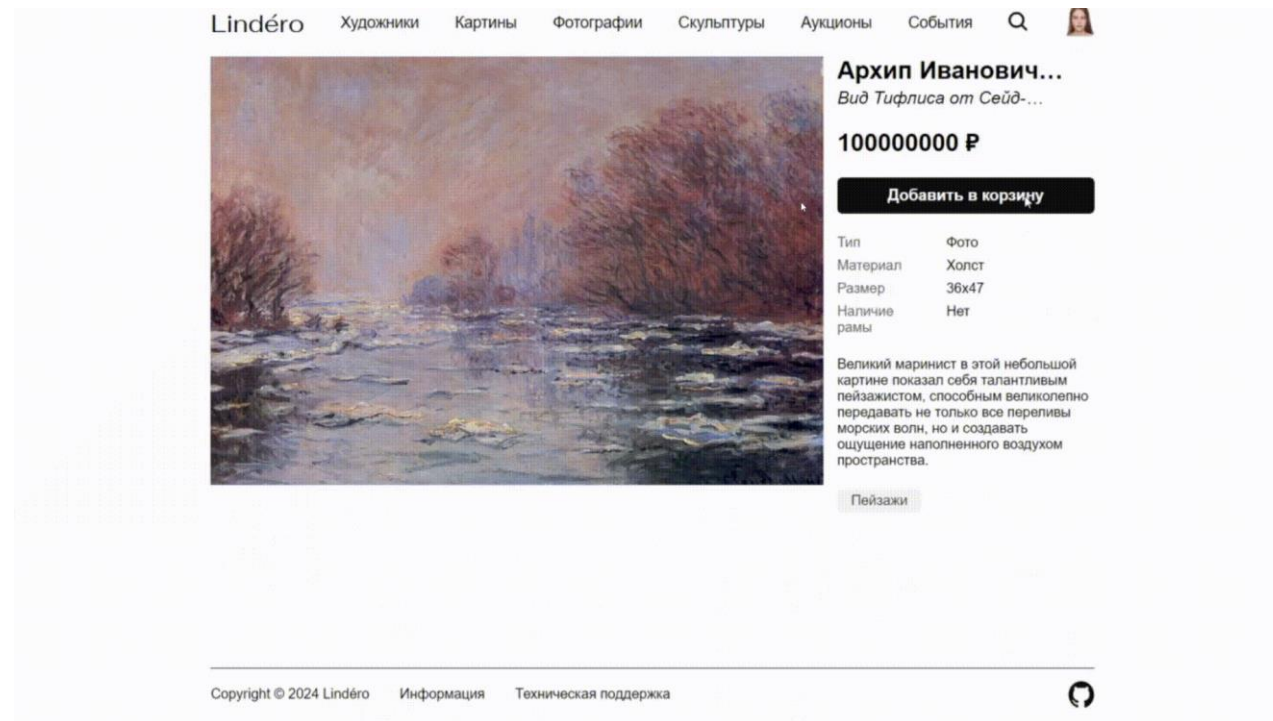 Lindéro Художники Картины Фотографии Скульптуры Аукционы События
Архип Иванович...
Вид Тифлиса от Сейд-...
100000000 ₽
Добавить в корзину
Тип Фото
Материал Холст
Размер 36x47
Наличие Нет
рамы
Великий маринист в этой небольшой
картине показал себя талантливым
пейзажистом, способным великолепно
передавать не только все переливы
морских волн, но и создавать
ощущение наполненного воздухом
пространства.
Пейзажи
Copyright © 2024 Lindéro Информация Техническая поддержка